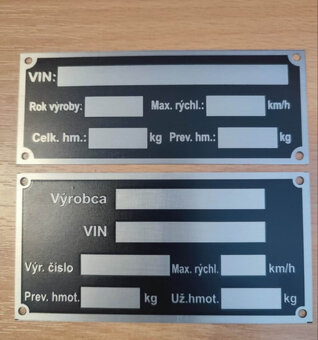 VIN:
Rok výroby: Max. rýchl.: km/h
Celk. hm.: kg Prev. hm.: kg
Výrobca
VIN
Výr. čislo Max. rýchl. km/h
Prev. hmot. kg Už.hmot. kg